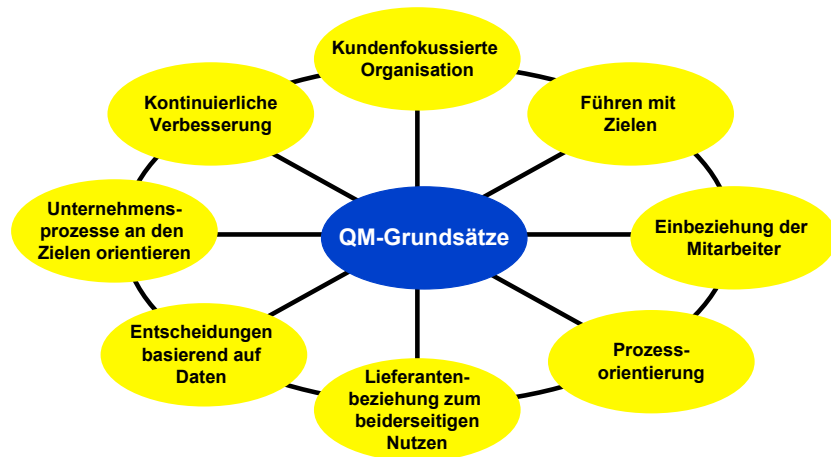 Kundenfokussierte
Organisation
Kontinuierliche
Verbesserung
Führen mit
Zielen
Unternehmens-
prozesse an den
Zielen orientieren
QM-Grundsätze
Einbeziehung der
Mitarbeiter
Entscheidungen
basierend auf
Daten
Prozess-
orientierung
Lieferanten-
beziehung zum
beiderseitigen
Nutzen